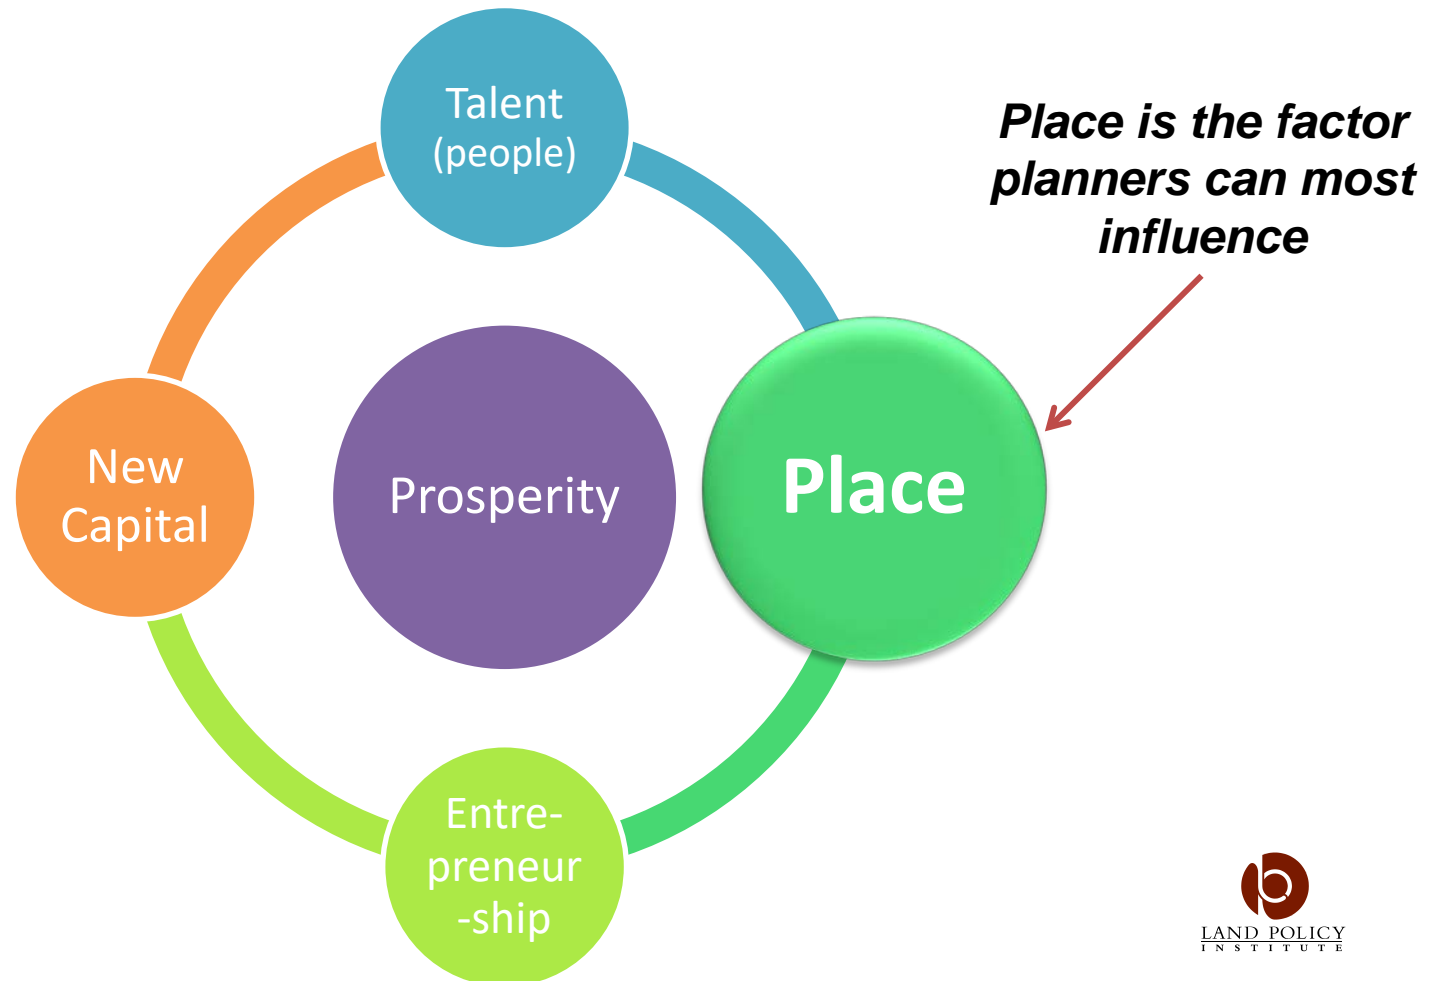 Talent
(people)
Place is the factor
planners can most
influence
New
Capital
Prosperity
Place
Entre-
preneur
-ship
LAND POLICY
INSTITUTE